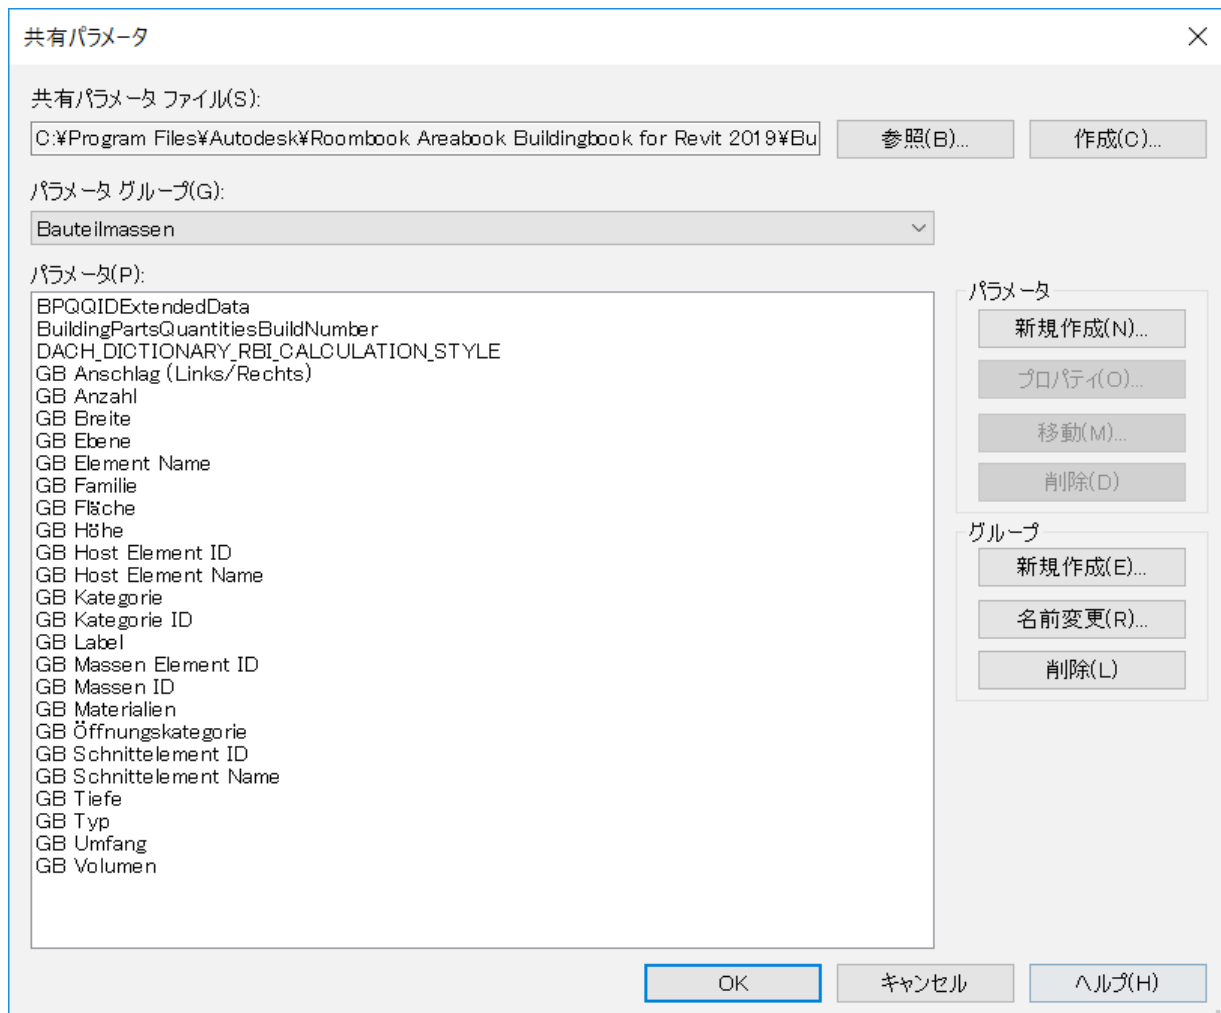 共有パラメータ
共有パラメータ ファイル(S):
C:¥Program Files¥Autodesk¥Roombook Areabook Buildingbook for Revit 2019¥Bu
参照(B)...
作成(C)...
パラメータ グループ(G):
Bauteilmassen
パラメータ(P):
BPQQIDExtendedData
BuildingPartsQuantitiesBuildNumber
DACH_DICTIONARY_RBI_CALCULATION_STYLE
GB Anschlag (Links/Rechts)
GB Anzahl
GB Breite
GB Ebene
GB Element Name
GB Familie
GB Fläche
GB Höhe
GB Host Element ID
GB Host Element Name
GB Kategorie
GB Kategorie ID
GB Label
GB Massen Element ID
GB Massen ID
GB Materialien
GB Öffnungskategorie
GB Schnittelement ID
GB Schnittelement Name
GB Tiefe
GB Typ
GB Umfang
GB Volumen
パラメータ
新規作成(N)...
プロパティ(O)...
移動(M)...
削除(D)
グループ
新規作成(E)...
名前変更(R)...
削除(L)
OK
キャンセル
ヘルプ(H)